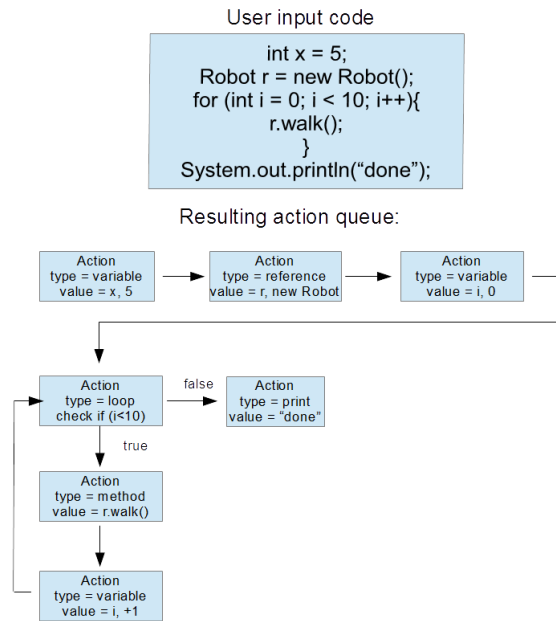 User input code
int x = 5;
Robot r = new Robot();
for (int i = 0; i < 10; i++){
r.walk();
}
System.out.println(“done”);
Resulting action queue:
Action
type = variable
value = x, 5
Action
type = reference
value = r, new Robot
Action
type = variable
value = i, 0
Action
type = loop
check if (i<10)
false
Action
type = print
value = “done”
true
Action
type = method
value = r.walk()
Action
type = variable
value = i, +1